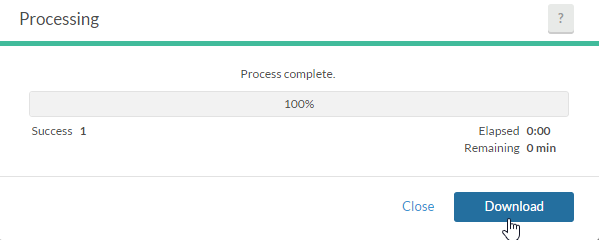 Processing
?
Process complete.
100%
Success 1
Elapsed 0:00
Remaining 0 min
Close
Download